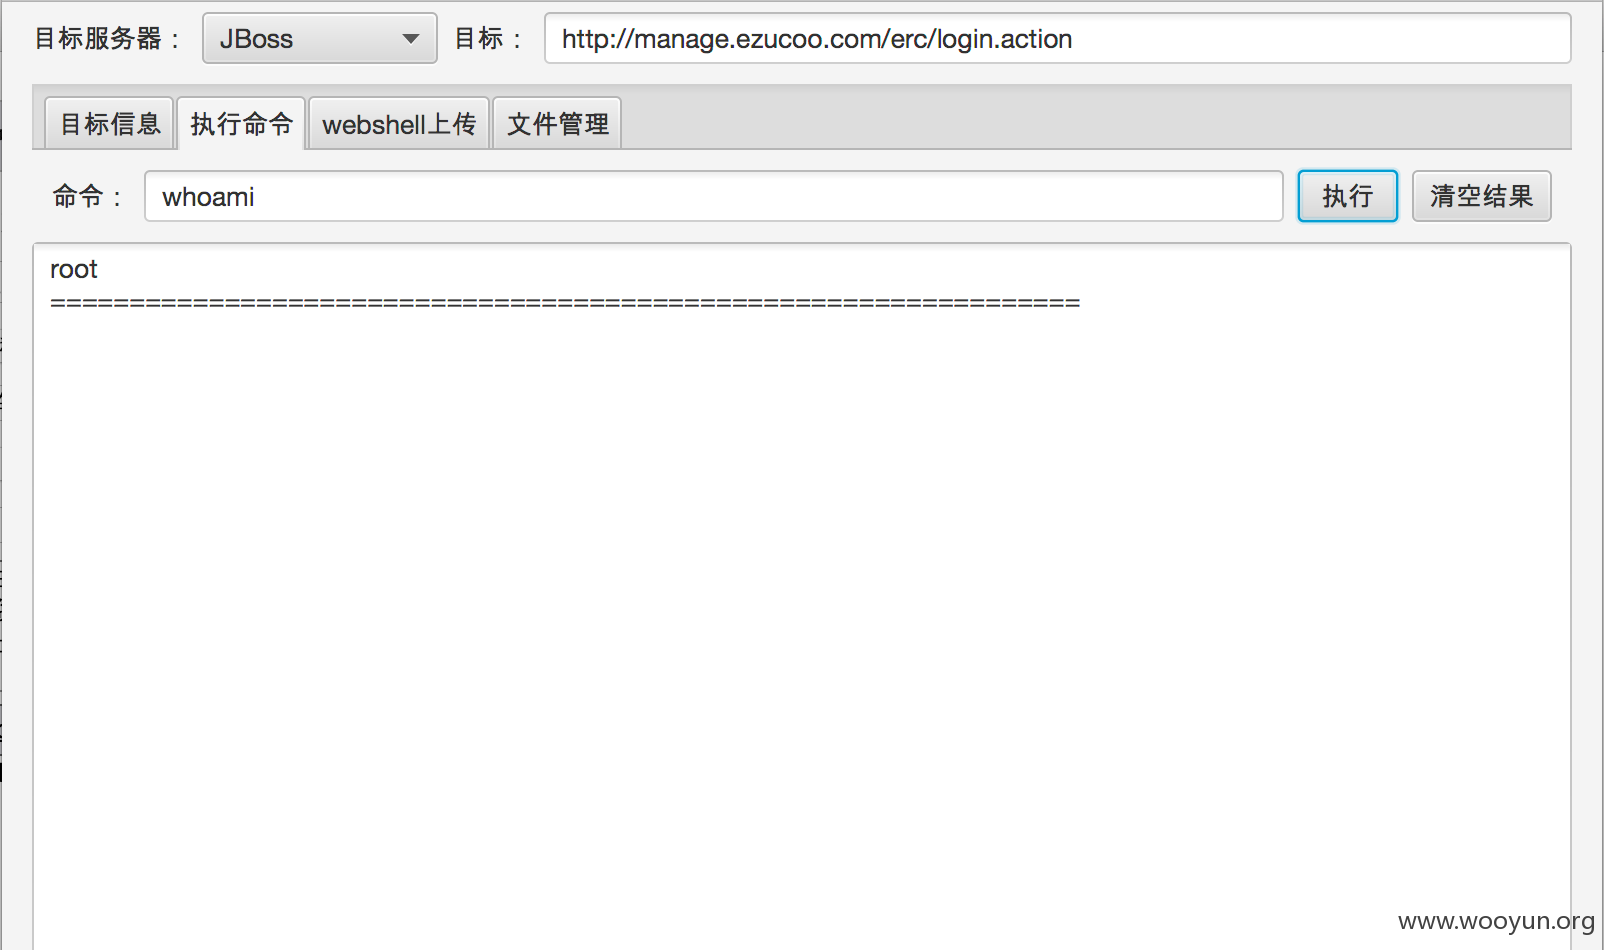 目标服务器： JBoss 目标： http://manage.ezucoo.com/erc/login.action
目标信息 执行命令 webshell上传 文件管理
命令： whoami 执行 清空结果
root
=================================================================
www.wooyun.org